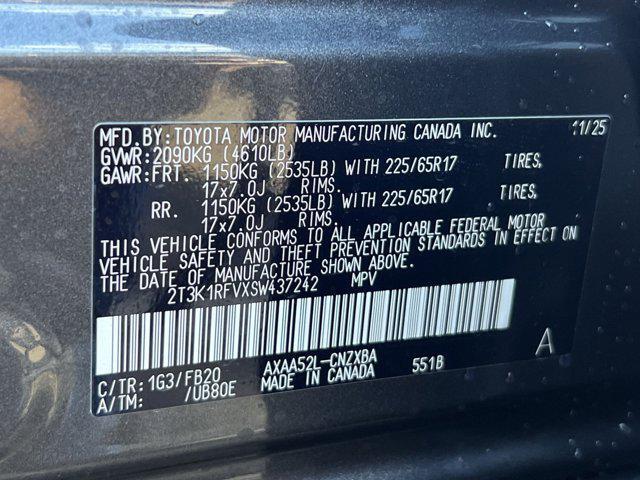 MFD.BY:TOYOTA MOTOR MANUFACTURING CANADA INC. 11/25
GVWR:2090KG (4610LB)
GAWR:FRT. 1150KG (2535LB) WITH 225/65R17 TIRES,
17x7.0J RIMS.
RR. 1150KG (2535LB) WITH 225/65R17 TIRES,
17x7.0J RIMS.
THIS VEHICLE CONFORMS TO ALL APPLICABLE FEDERAL MOTOR
VEHICLE SAFETY AND THEFT PREVENTION STANDARDS IN EFFECT ON
THE DATE OF MANUFACTURE SHOWN ABOVE.
2T3K1RFVXSW437242 MPV
C/TR:1G3/FB20 AXAA52L-CNZXBA 551B A
A/TM: /UB80E MADE IN CANADA